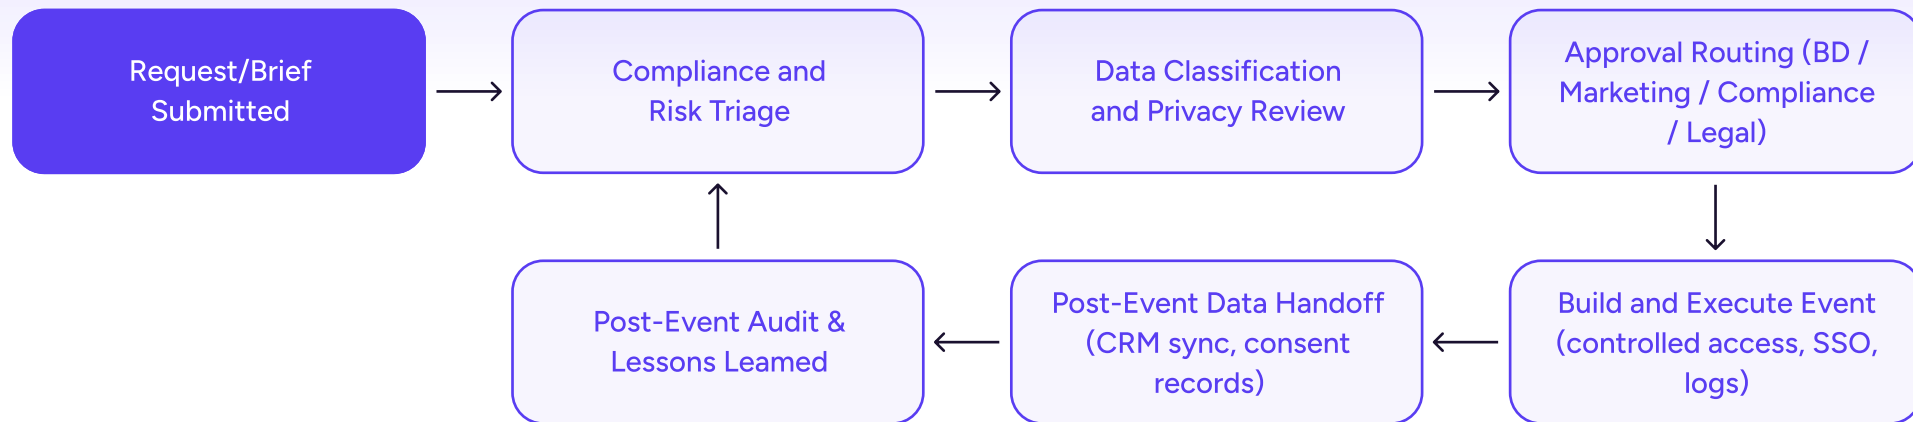 Request/Brief
Submitted
Compliance and
Risk Triage
Data Classification
and Privacy Review
Approval Routing (BD /
Marketing / Compliance
/ Legal)
Post-Event Audit &
Lessons Leamed
Post-Event Data Handoff
(CRM sync, consent
records)
Build and Execute Event
(controlled access, SSO,
logs)